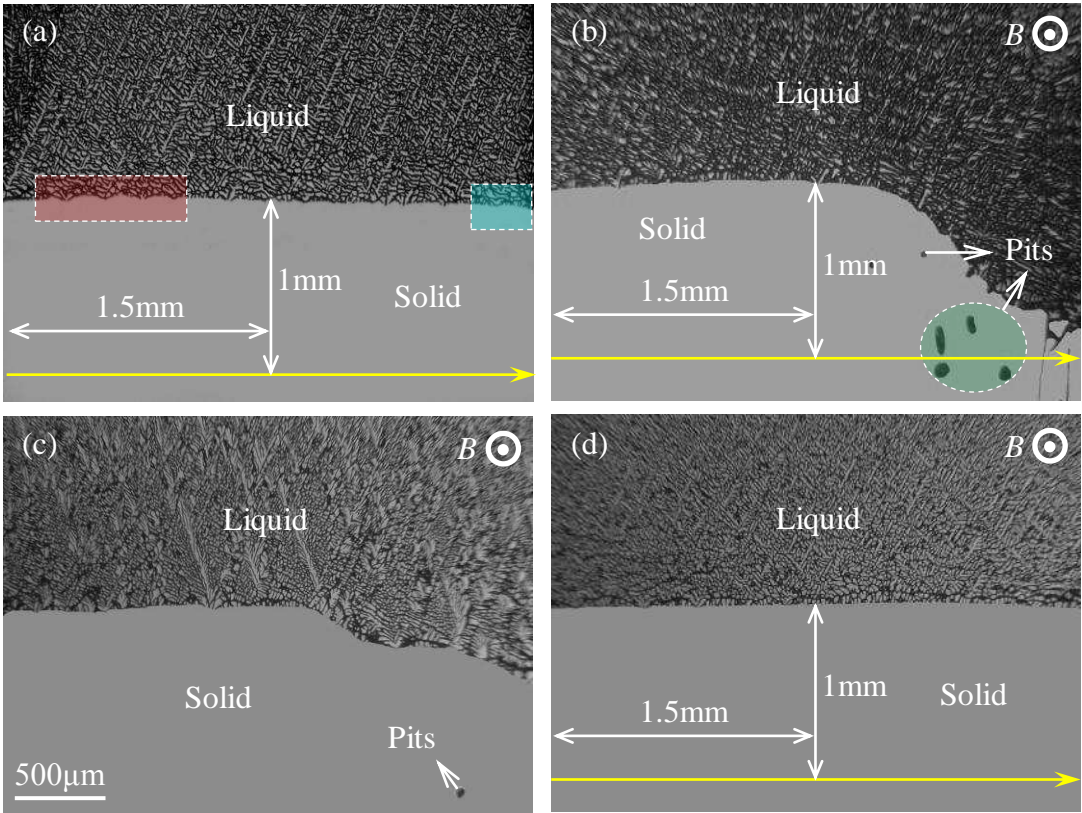 (a)
Liquid
1mm
1.5mm
Solid
(b)
B
Liquid
Solid
Pits
1mm
1.5mm
(c)
B
Liquid
Solid
Pits
500μm
(d)
B
Liquid
1mm
Solid
1.5mm